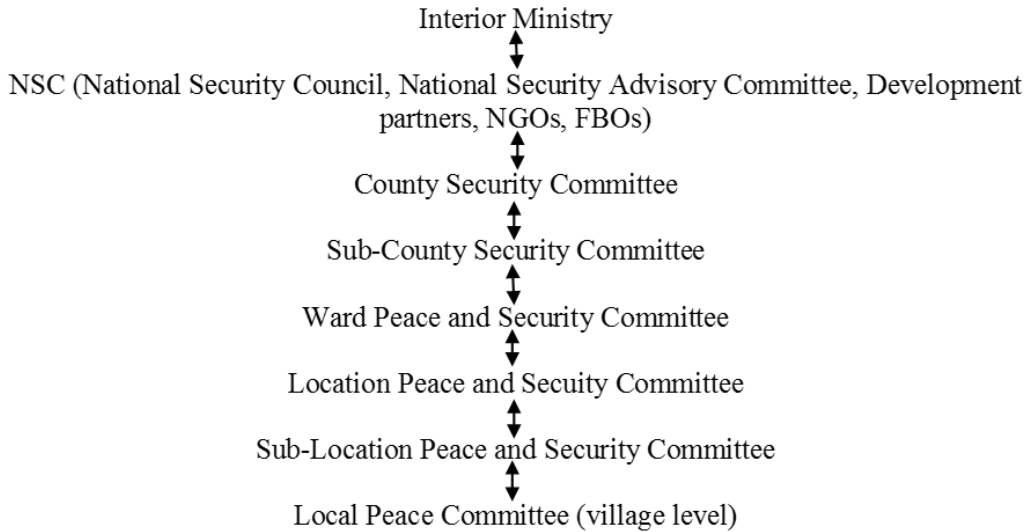 Interior Ministry
NSC (National Security Council, National Security Advisory Committee, Development
partners, NGOs, FBOs)
County Security Committee
Sub-County Security Committee
Ward Peace and Security Committee
Location Peace and Secuity Committee
Sub-Location Peace and Security Committee
Local Peace Committee (village level)